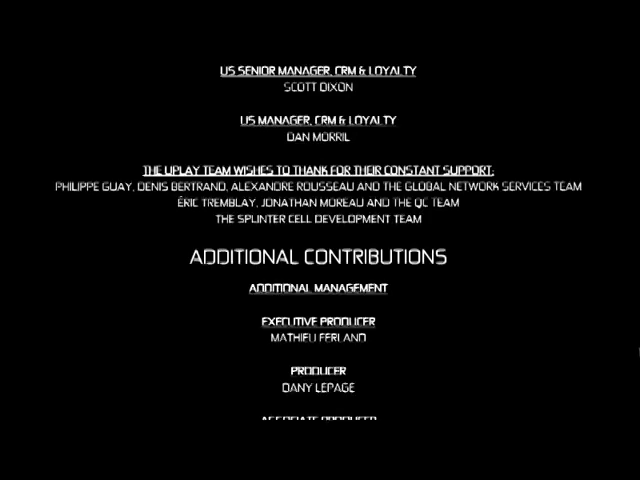 US SENIOR MANAGER, CRM & LOYALTY
SCOTT DIXON
US MANAGER, CRM & LOYALTY
DAN MORRIL
THE UPLAY TEAM WISHES TO THANK FOR THEIR CONSTANT SUPPORT:
PHILIPPE GUAY, DENIS BERTRAND, ALEXANDRE ROUSSEAU AND THE GLOBAL NETWORK SERVICES TEAM
ÉRIC TREMBLAY, JONATHAN MOREAU AND THE QC TEAM
THE SPLINTER CELL DEVELOPMENT TEAM
ADDITIONAL CONTRIBUTIONS
ADDITIONAL MANAGEMENT
EXECUTIVE PRODUCER
MATHIEU FERLAND
PRODUCER
DANY LEPAGE
ASSOCIATE PRODUCER